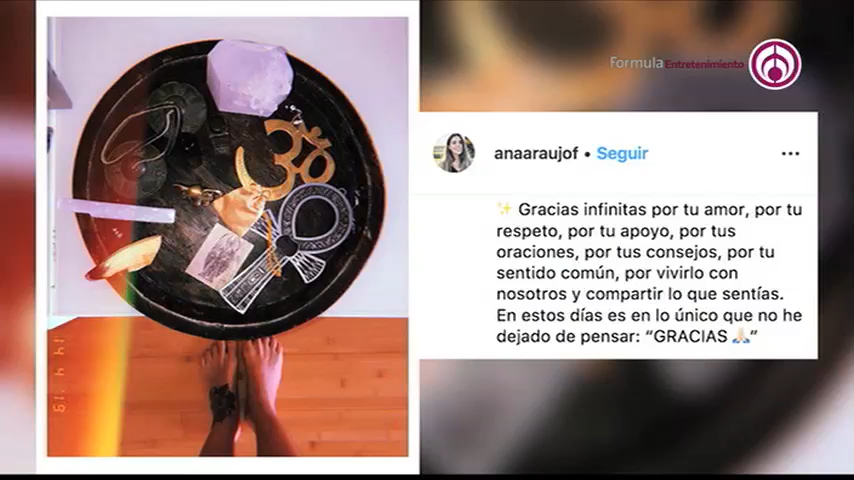 Formula Entretenimiento
anaaraujof • Seguir
✨ Gracias infinitas por tu amor, por tu
respeto, por tu apoyo, por tus
oraciones, por tus consejos, por tu
sentido común, por vivirlo con
nosotros y compartir lo que sentías.
En estos días es en lo único que no he
dejado de pensar: “GRACIAS 🙏🏻”